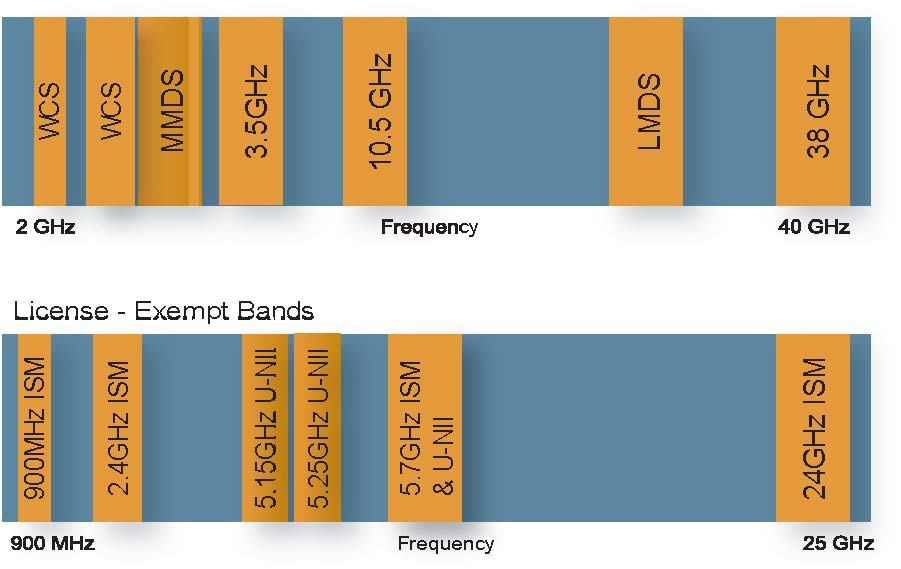 WCS
WCS
MMDS
3.5GHz
10.5 GHz
LMDS
38 GHz
2 GHz
Frequency
40 GHz
License - Exempt Bands
900MHz ISM
2.4GHz ISM
5.15GHz U-NII
5.25GHz U-NII
5.7GHz ISM
& U-NII
24GHz ISM
900 MHz
Frequency
25 GHz